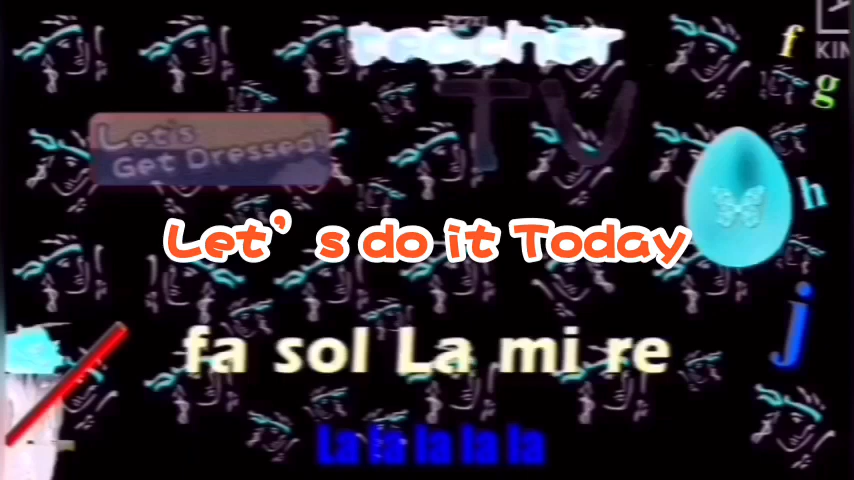 teacher
TV
f
KIN
g
Let's
Get Dressed!
h
Let's do it Today
j
fa sol La mi re
La la la la la